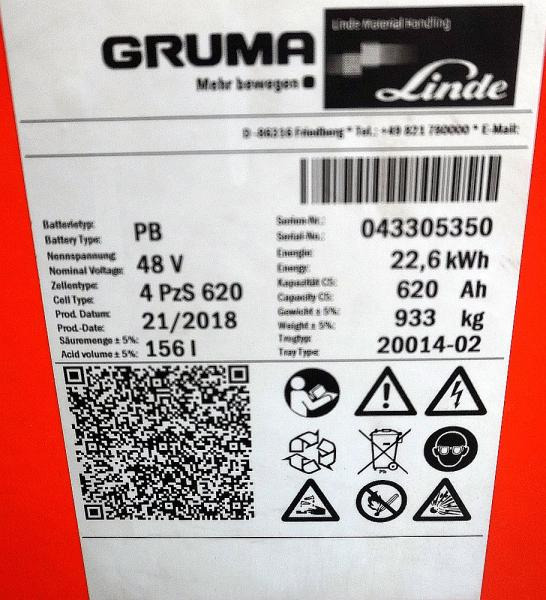 GRUMA
Mehr bewegen
Linde Material Handling
Linde
D-86316 Friedberg * Tel.: +49 821 780000 * E-Mail:
Batterietyp:
Battery Type: PB
Nennspannung:
Nominal Voltage: 48 V
Zellentype:
Cell Type: 4 PzS 620
Prod. Datum:
Prod.-Date: 21/2018
Säuremenge ± 5%:
Acid volume ± 5%: 156 l
Serien-Nr.:
Serial-No.: 043305350
Energie:
Energy: 22,6 kWh
Kapazität C5:
Capacity C5: 620 Ah
Gewicht ± 5%:
Weight ± 5%: 933 kg
Trogtyp:
Tray Type: 20014-02
Pb